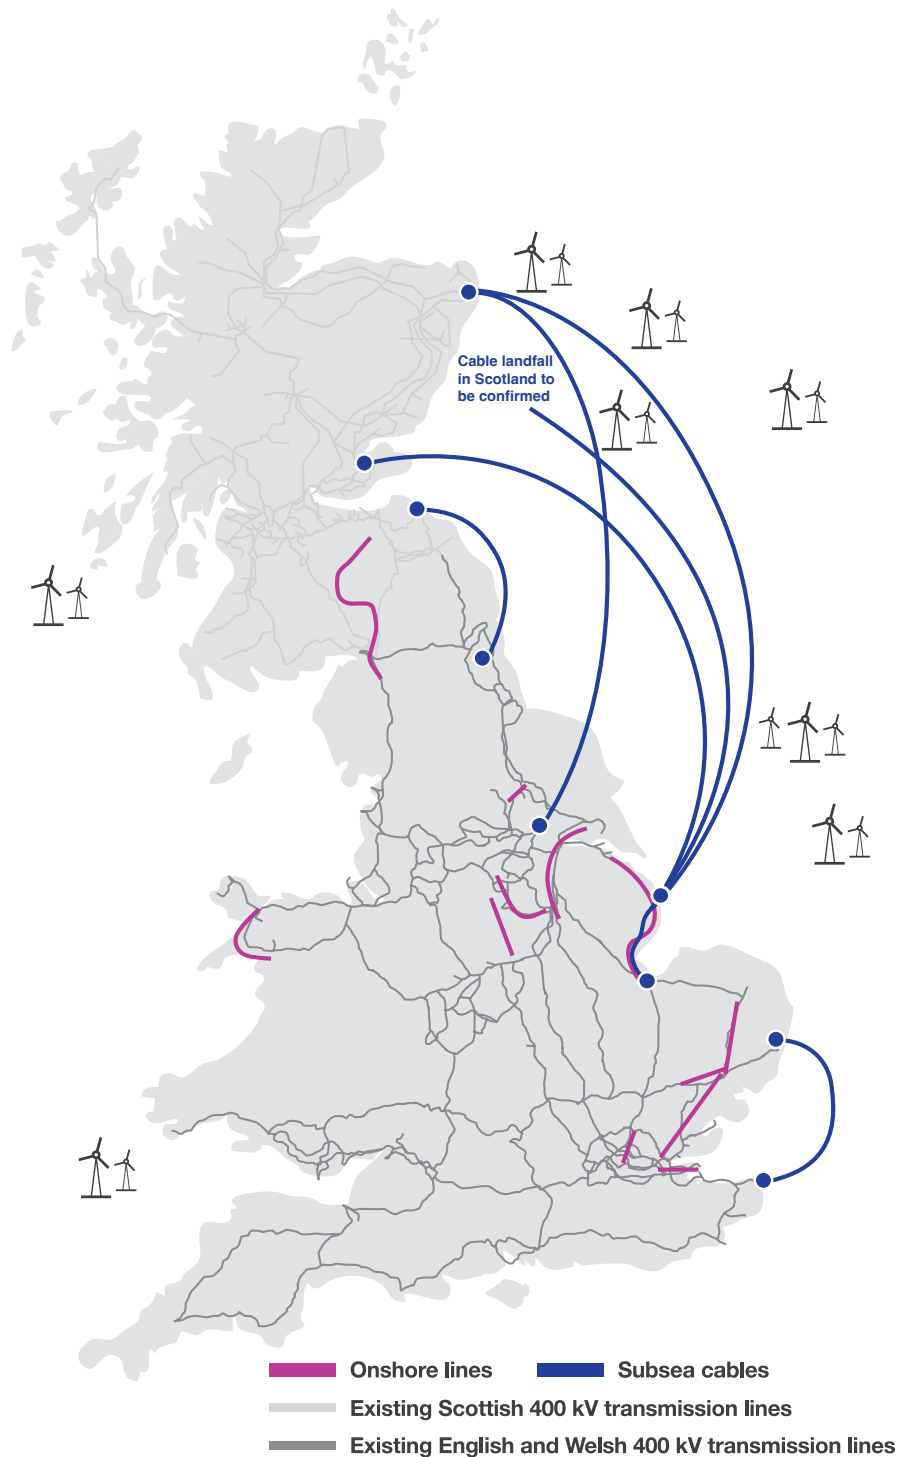 Cable landfall
in Scotland to
be confirmed
Onshore lines
Subsea cables
Existing Scottish 400 kV transmission lines
Existing English and Welsh 400 kV transmission lines